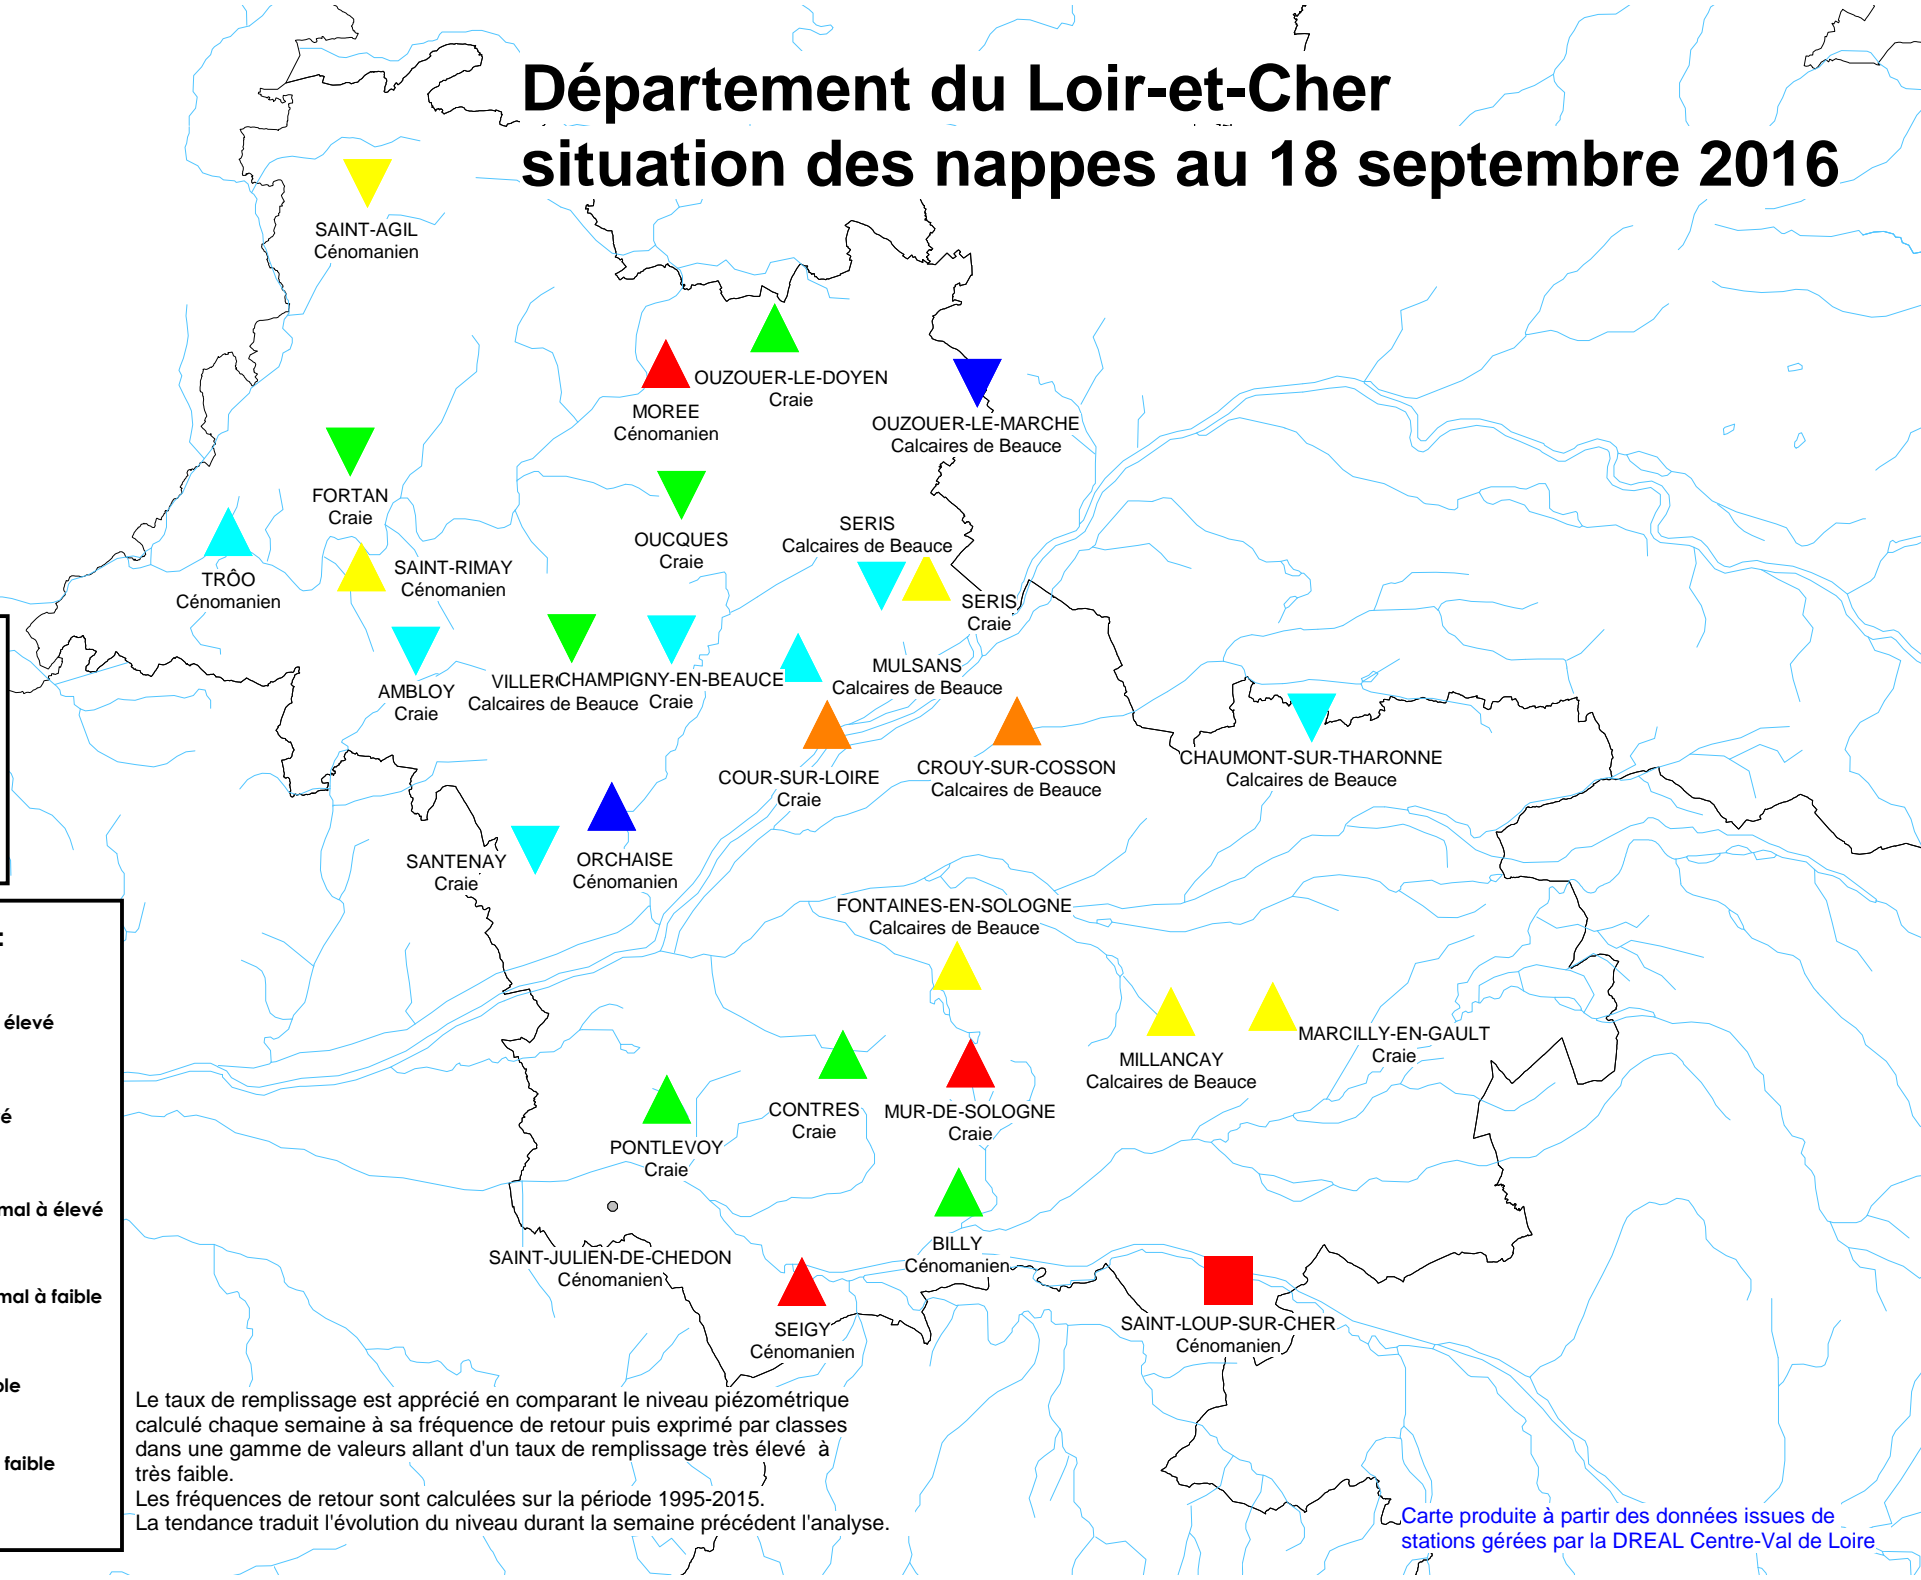 Département du Loir-et-Cher
situation des nappes au 18 septembre 2016
SAINT-AGIL
Cénomanien
OUZOUER-LE-DOYEN
Craie
MOREE
Cénomanien
OUZOUER-LE-MARCHE
Calcaires de Beauce
FORTAN
Craie
OUCQUES
Craie
SERIS
Calcaires de Beauce
TRÔO
Cénomanien
SAINT-RIMAY
Cénomanien
SERIS
Craie
AMBLOY
Craie
VILLER
Calcaires de Beauce
CHAMPIGNY-EN-BEAUCE
Craie
MULSANS
Calcaires de Beauce
COUR-SUR-LOIRE
Craie
CROUY-SUR-COSSON
Calcaires de Beauce
CHAUMONT-SUR-THARONNE
Calcaires de Beauce
SANTENAY
Craie
ORCHAISE
Cénomanien
FONTAINES-EN-SOLOGNE
Calcaires de Beauce
:
élevé
é
mal à élevé
mal à faible
ble
faible
MILLANCAY
Calcaires de Beauce
MARCILLY-EN-GAULT
Craie
CONTRES
Craie
MUR-DE-SOLOGNE
Craie
PONTLEVOY
Craie
SAINT-JULIEN-DE-CHEDON
Cénomanien
BILLY
Cénomanien
SEIGY
Cénomanien
SAINT-LOUP-SUR-CHER
Cénomanien
Le taux de remplissage est apprécié en comparant le niveau piézométrique
calculé chaque semaine à sa fréquence de retour puis exprimé par classes
dans une gamme de valeurs allant d'un taux de remplissage très élevé à
très faible.
Les fréquences de retour sont calculées sur la période 1995-2015.
La tendance traduit l'évolution du niveau durant la semaine précédent l'analyse.
Carte produite à partir des données issues de
stations gérées par la DREAL Centre-Val de Loire